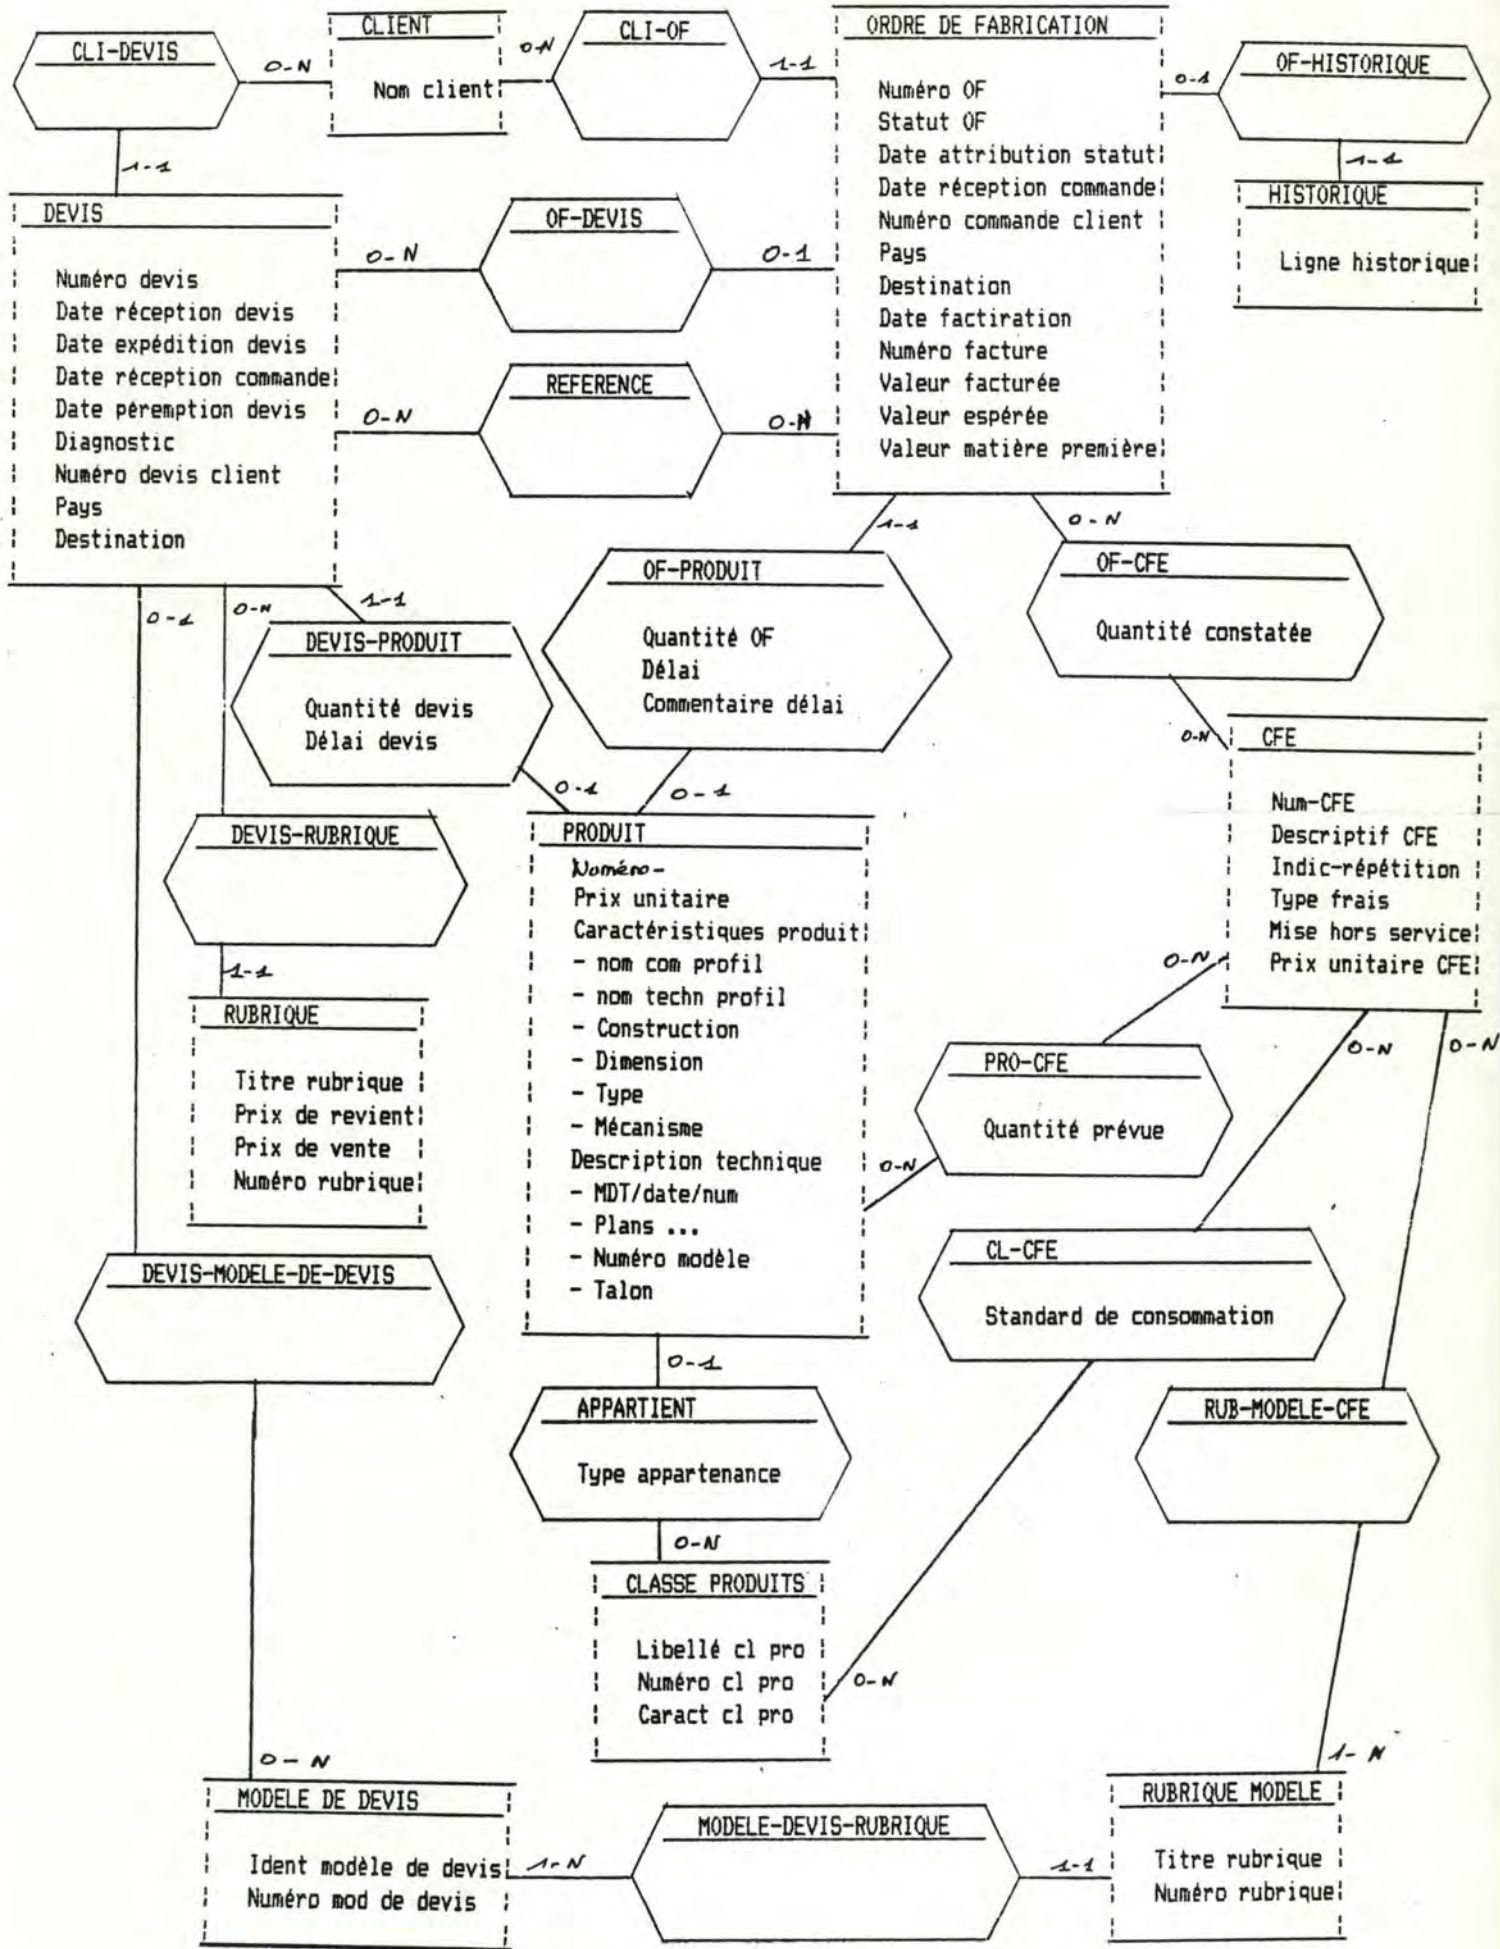 CLI-DEVIS
0-N
CLIENT
Nom client
0-N
CLI-OF
1-1
ORDRE DE FABRICATION
Numéro OF
Statut OF
Date attribution statut
Date réception commande
Numéro commande client
Pays
Destination
Date factiration
Numéro facture
Valeur facturée
Valeur espérée
Valeur matière première
0-1
OF-HISTORIQUE
1-1
HISTORIQUE
Ligne historique
1-1
DEVIS
Numéro devis
Date réception devis
Date expédition devis
Date réception commande
Date péremption devis
Diagnostic
Numéro devis client
Pays
Destination
0-N
OF-DEVIS
0-1
0-N
REFERENCE
0-N
0-1
0-N
1-1
DEVIS-PRODUIT
Quantité devis
Délai devis
0-1
1-1
OF-PRODUIT
Quantité OF
Délai
Commentaire délai
0-1
0-N
OF-CFE
Quantité constatée
0-N
CFE
Num-CFE
Descriptif CFE
Indic-répétition
Type frais
Mise hors service
Prix unitaire CFE
DEVIS-RUBRIQUE
1-1
RUBRIQUE
Titre rubrique
Prix de revient
Prix de vente
Numéro rubrique
PRODUIT
Numéro-
Prix unitaire
Caractéristiques produit
- nom com profil
- nom techn profil
- Construction
- Dimension
- Type
- Mécanisme
Description technique
- MDT/date/num
- Plans ...
- Numéro modèle
- Talon
0-N
PRO-CFE
Quantité prévue
0-N
0-N
0-N
CL-CFE
Standard de consommation
DEVIS-MODELE-DE-DEVIS
0-1
APPARTIENT
Type appartenance
0-N
RUB-MODELE-CFE
CLASSE PRODUITS
Libellé cl pro
Numéro cl pro
Caract cl pro
0-N
0-N
1-N
MODELE DE DEVIS
Ident modèle de devis
Numéro mod de devis
1-N
MODELE-DEVIS-RUBRIQUE
1-1
RUBRIQUE MODELE
Titre rubrique
Numéro rubrique